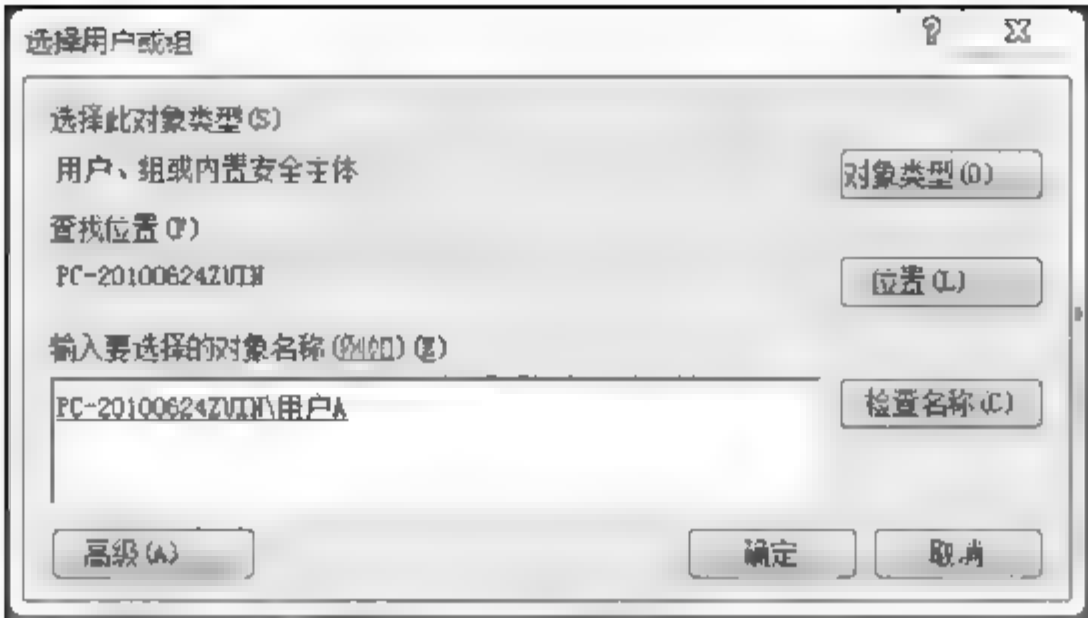 选择用户或组
选择此对象类型(S)
用户、组或内置安全主体
对象类型(O)
查找位置(F)
PC-20100624ZUIN
位置(L)
输入要选择的对象名称(例如)(E)
PC-20100624ZUIN\用户A
检查名称(C)
高级(A)
确定
取消